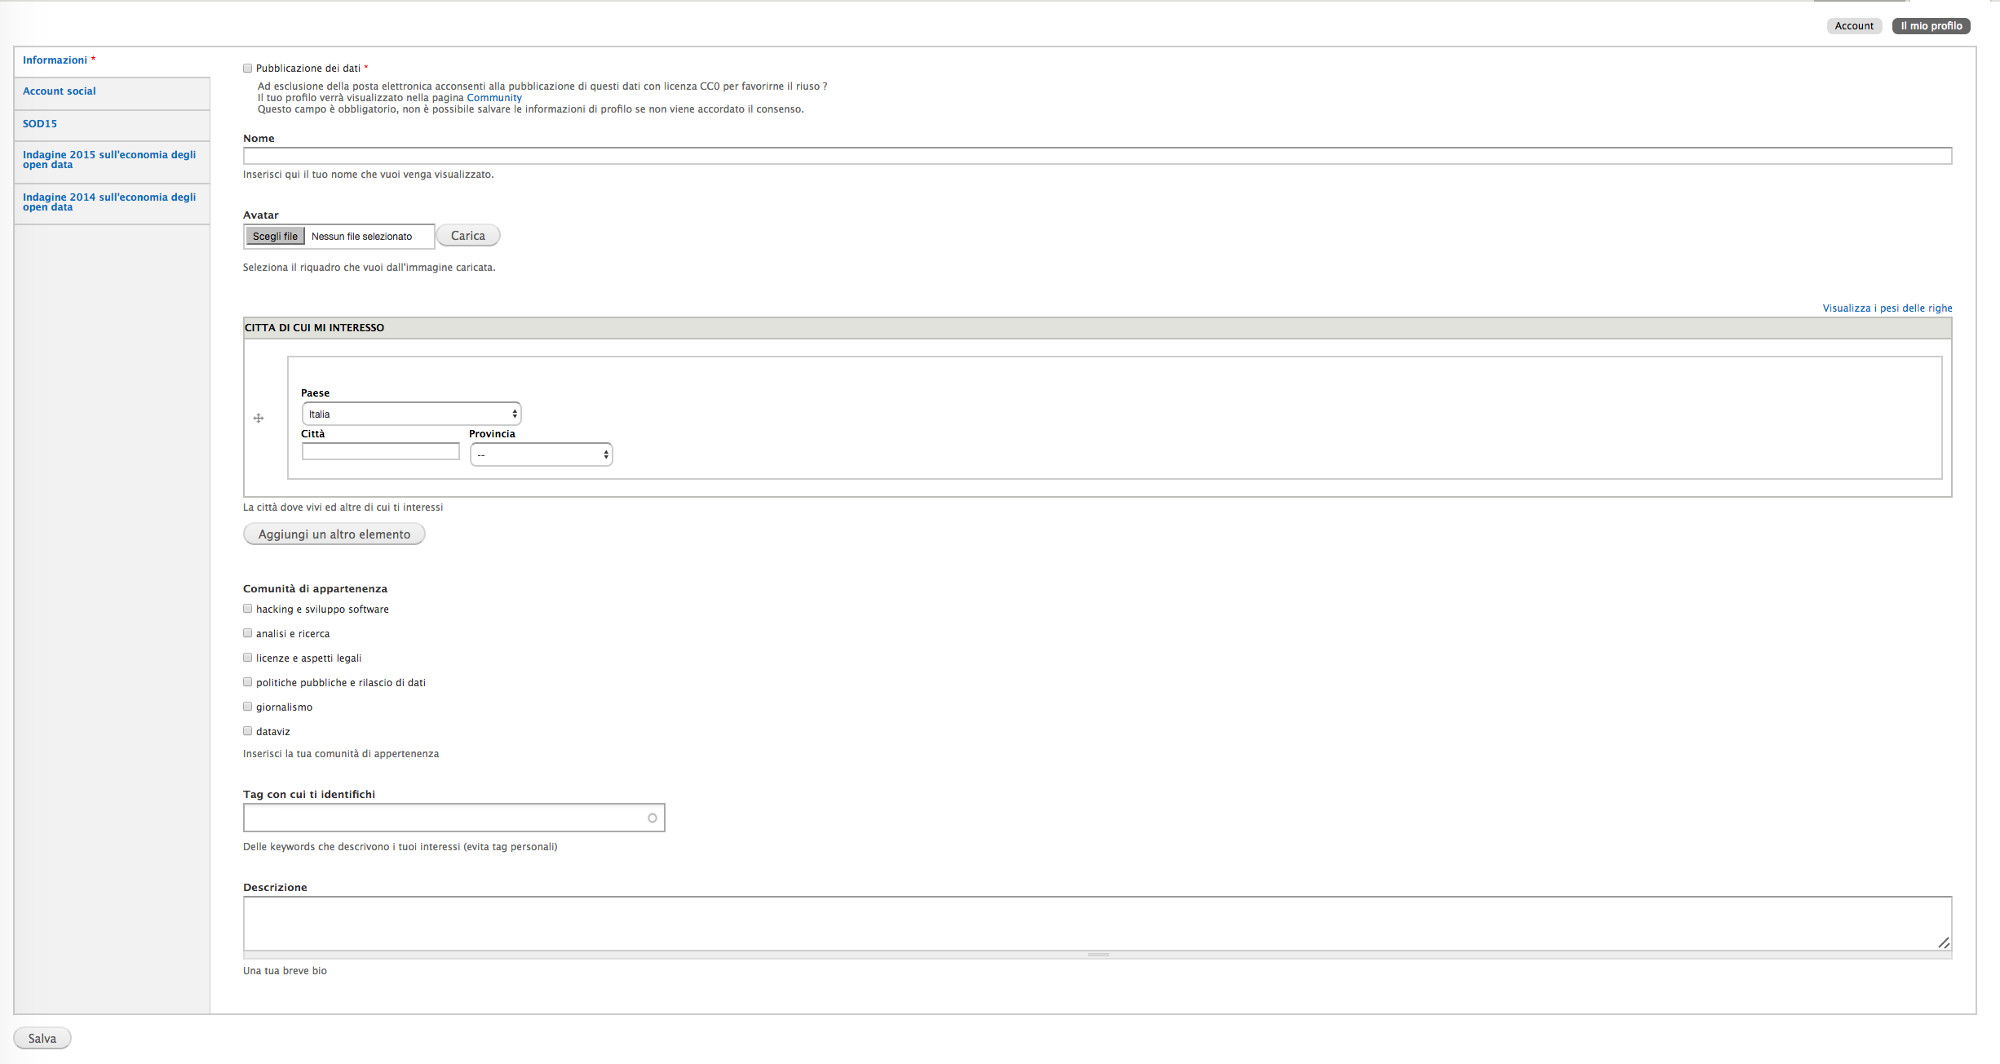 Account
Il mio profilo
Informazioni *
Account social
SOD15
Indagine 2015 sull'economia degli
open data
Indagine 2014 sull'economia degli
open data
Pubblicazione dei dati *
Ad esclusione della posta elettronica acconsenti alla pubblicazione di questi dati con licenza CC0 per favorirne il riuso ?
Il tuo profilo verrà visualizzato nella pagina Community
Questo campo è obbligatorio, non è possibile salvare le informazioni di profilo se non viene accordato il consenso.
Nome
Inserisci qui il tuo nome che vuoi venga visualizzato.
Avatar
Scegli file Nessun file selezionato Carica
Seleziona il riquadro che vuoi dall'immagine caricata.
Visualizza i pesi delle righe
CITTA DI CUI MI INTERESSO
Paese
Italia
Città Provincia
--
La città dove vivi ed altre di cui ti interessi
Aggiungi un altro elemento
Comunità di appartenenza
hacking e sviluppo software
analisi e ricerca
licenze e aspetti legali
politiche pubbliche e rilascio di dati
giornalismo
dataviz
Inserisci la tua comunità di appertenenza
Tag con cui ti identifichi
Delle keywords che descrivono i tuoi interessi (evita tag personali)
Descrizione
Una tua breve bio
Salva